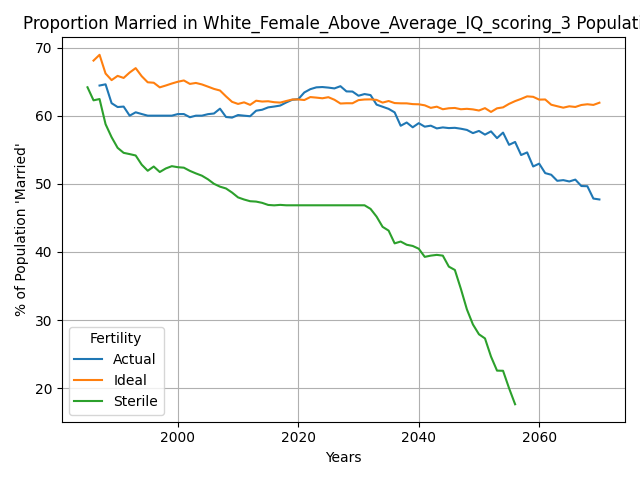 Proportion Married in White_Female_Above_Average_IQ_scoring_3 Populati
% of Population 'Married'
70
60
50
40
30
20
Fertility
Actual
Ideal
Sterile
2000 2020 2040 2060
Years